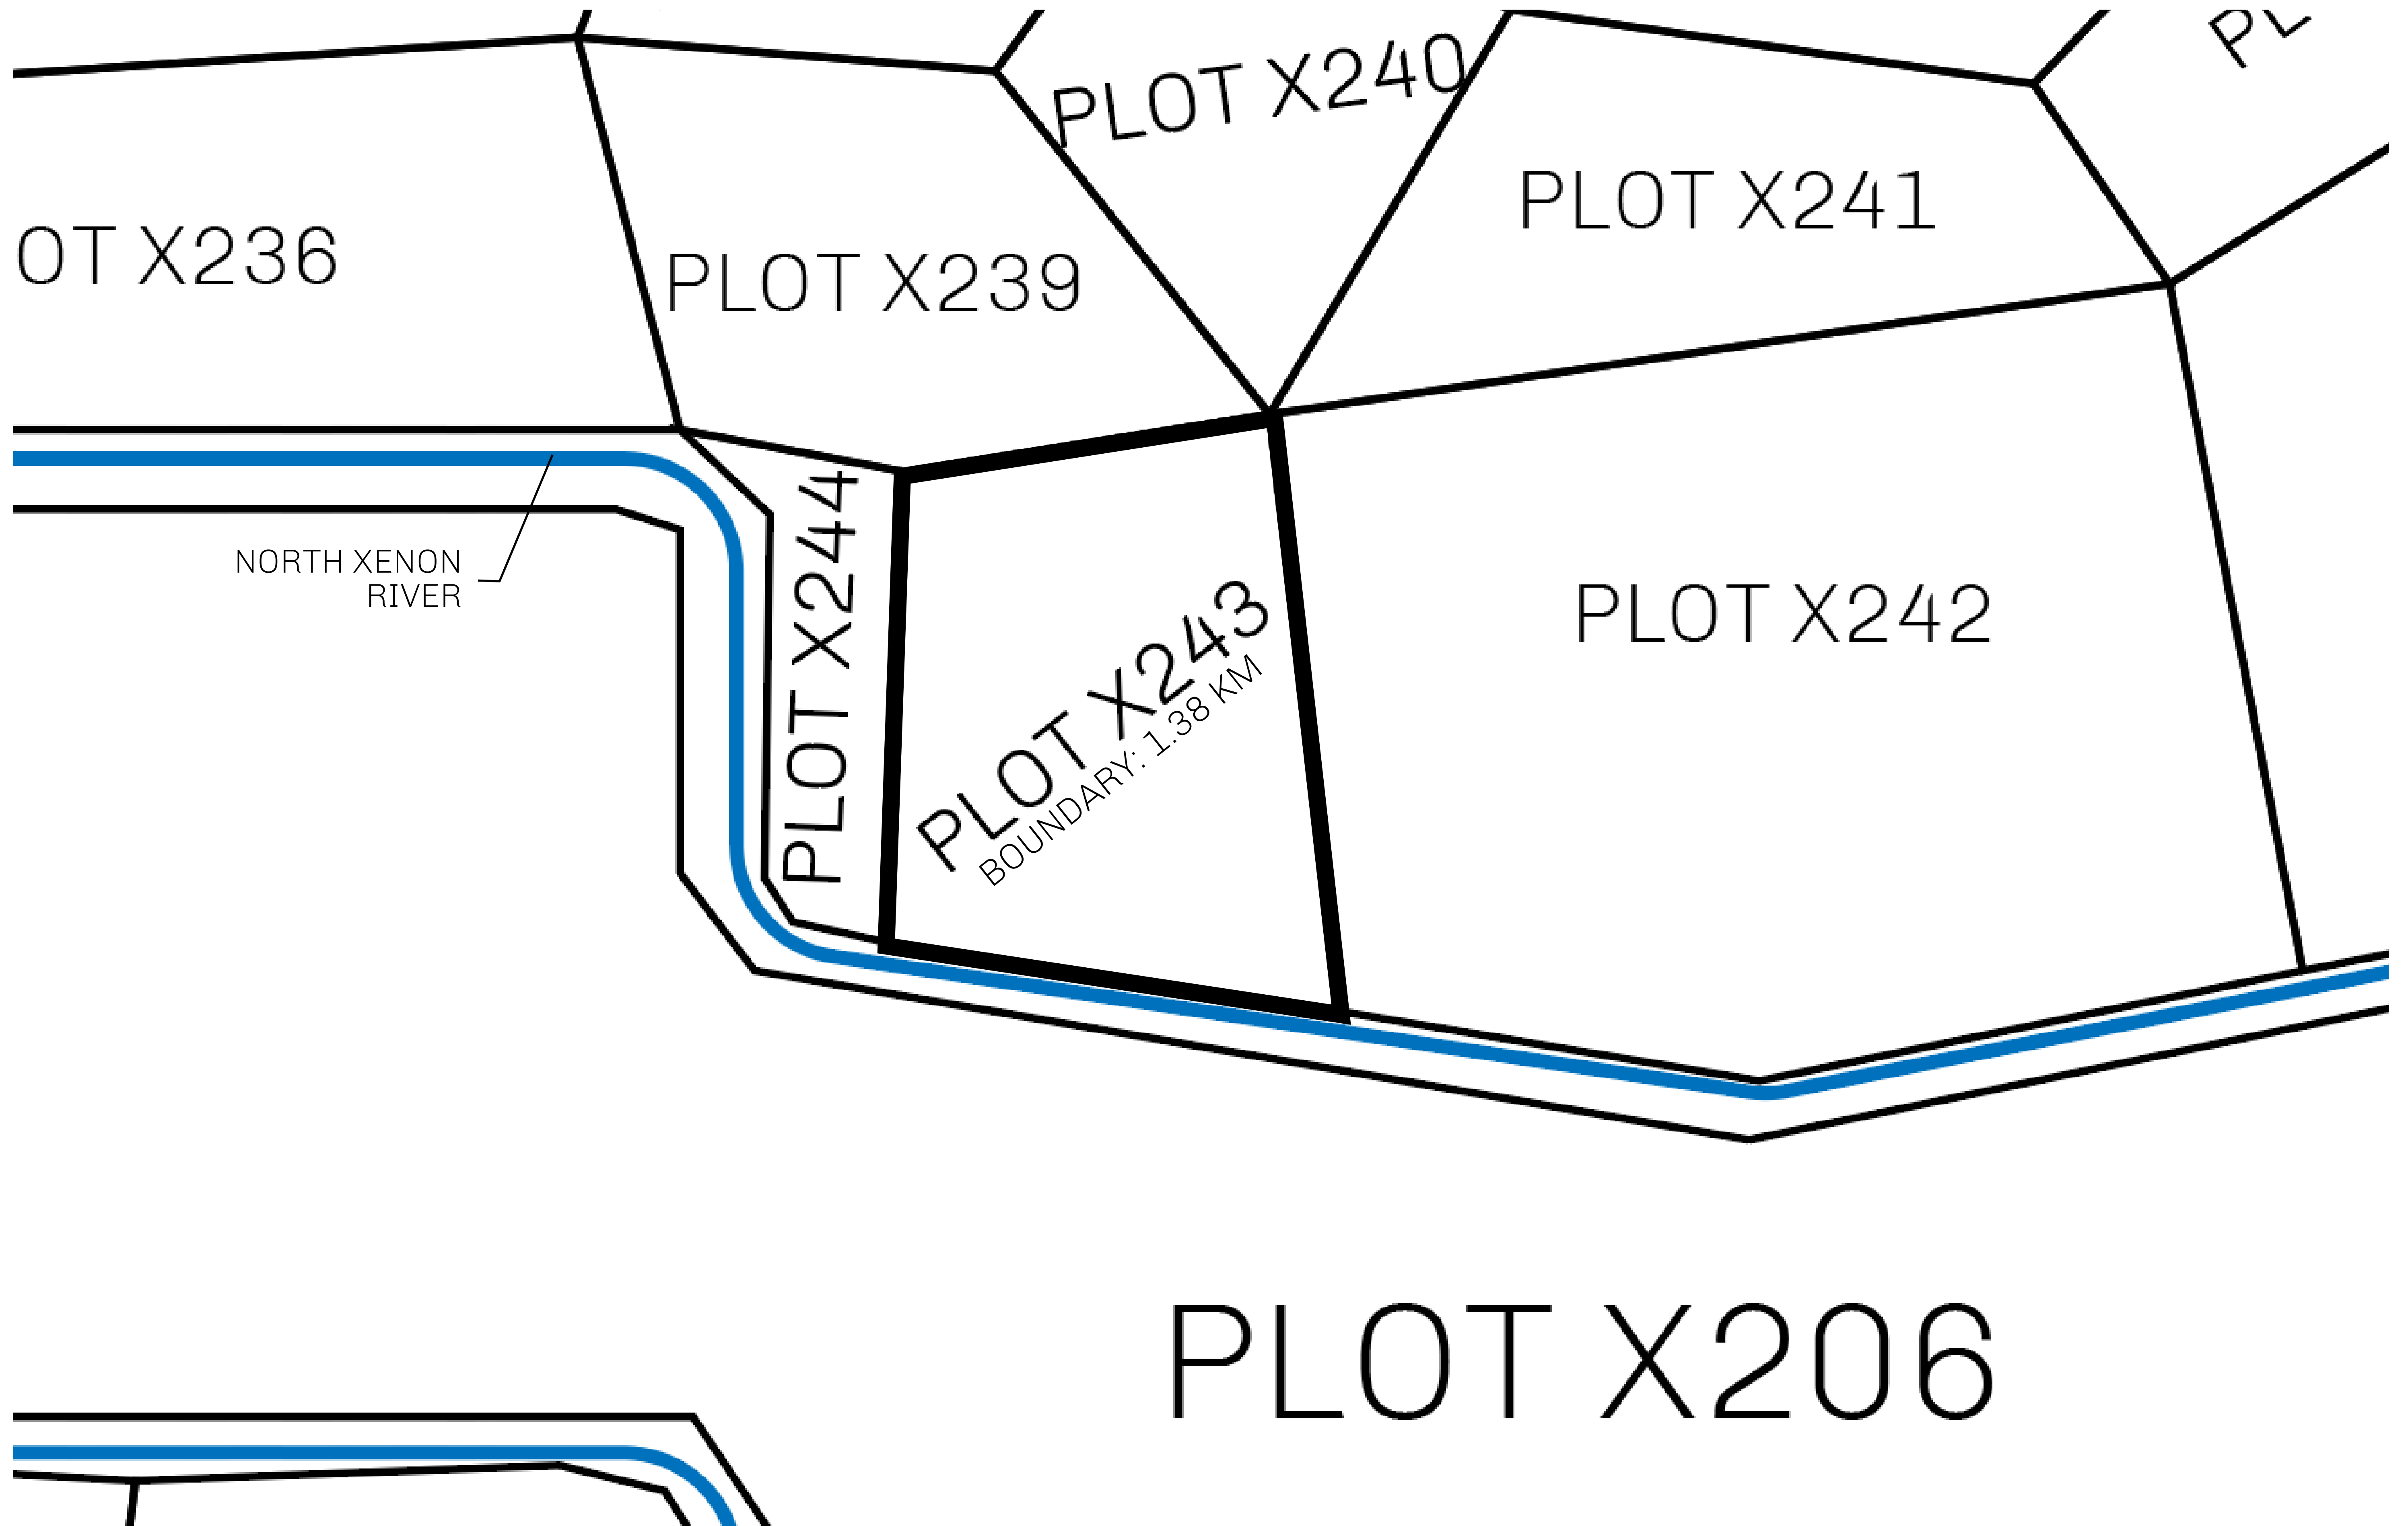 PLOT X240
PLOT X241
OT X236
PLOT X239
NORTH XENON
RIVER
PLOT X244
PLOT X243
BOUNDARY: 1.38 KM
PLOT X242
PLOT X206